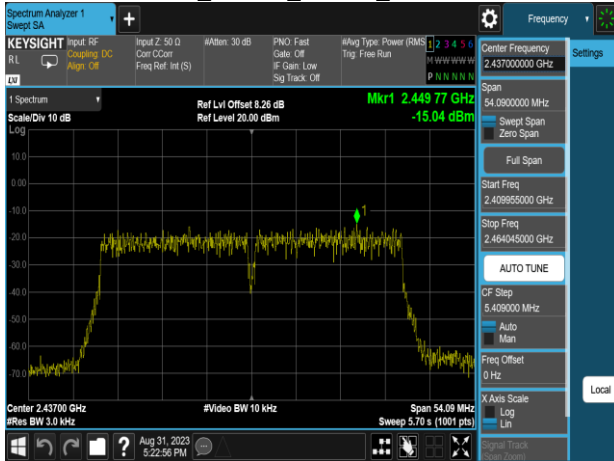 Spectrum Analyzer 1
Swept SA
+
Frequency
KEYSIGHT Input: RF
R L
Coupling: DC
Align: Off
LXI
Input Z: 50 Ω
Corr CCorr
Freq Ref: Int (S)
#Atten: 30 dB
PNO: Fast
Gate: Off
IF Gain: Low
Sig Track: Off
#Avg Type: Power (RMS
Trig: Free Run
1 2 3 4 5 6
M W W W W W
P N N N N N
Center Frequency
2.437000000 GHz
Settings
1 Spectrum
Scale/Div 10 dB
Log
Ref Lvl Offset 8.26 dB
Ref Level 20.00 dBm
Mkr1 2.449 77 GHz
-15.04 dBm
Span
54.0900000 MHz
Swept Span
Zero Span
Full Span
Start Freq
2.409955000 GHz
Stop Freq
2.464045000 GHz
AUTO TUNE
CF Step
5.409000 MHz
Auto
Man
Freq Offset
0 Hz
X Axis Scale
Log
Lin
Local
Signal Track
(Span Zoom)
10.0
0.00
-10.0
1
-20.0
-30.0
-40.0
-50.0
-60.0
-70.0
Center 2.43700 GHz
#Res BW 3.0 kHz
#Video BW 10 kHz
Span 54.09 MHz
Sweep 5.70 s (1001 pts)
?
Aug 31, 2023
5:22:56 PM